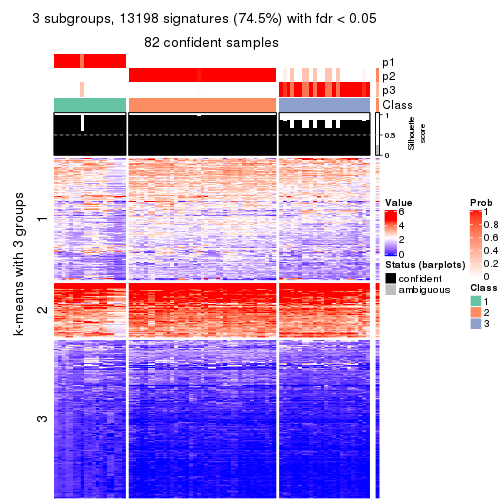 3 subgroups, 13198 signatures (74.5%) with fdr < 0.05
82 confident samples
p1
p2
p3
Class
1
0.5
0
Silhouette
score
k-means with 3 groups
1
2
3
Value
6
4
2
0
Status (barplots)
confident
ambiguous
Prob
1
0.8
0.6
0.4
0.2
0
Class
1
2
3